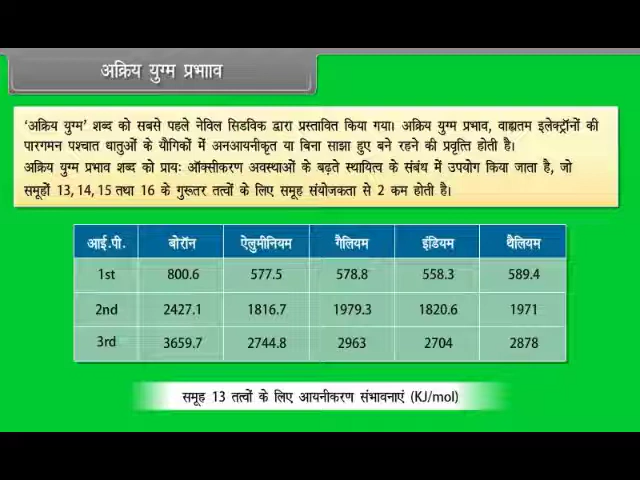 अक्रिय युग्म प्रभााव
‘अक्रिय युग्म’ शब्द को सबसे पहले नेविल सिडविक द्वारा प्रस्तावित किया गया। अक्रिय युग्म प्रभाव, वाह्यतम इलेक्ट्रॉनों की
पारगमन पश्चात धातुओं के यौगिकों में अनआयनीकृत या बिना साझा हुए बने रहने की प्रवृत्ति होती है।
अक्रिय युग्म प्रभाव शब्द को प्रायः ऑक्सीकरण अवस्थाओं के बढ़ते स्थायित्व के संबंध में उपयोग किया जाता है, जो
समूहों 13, 14, 15 तथा 16 के गुरूतर तत्वों के लिए समूह संयोजकता से 2 कम होती है।
आई.पी. बोरॉन ऐलुमीनियम गैलियम इंडियम थैलियम
1st 800.6 577.5 578.8 558.3 589.4
2nd 2427.1 1816.7 1979.3 1820.6 1971
3rd 3659.7 2744.8 2963 2704 2878
समूह 13 तत्वों के लिए आयनीकरण संभावनाएं (KJ/mol)